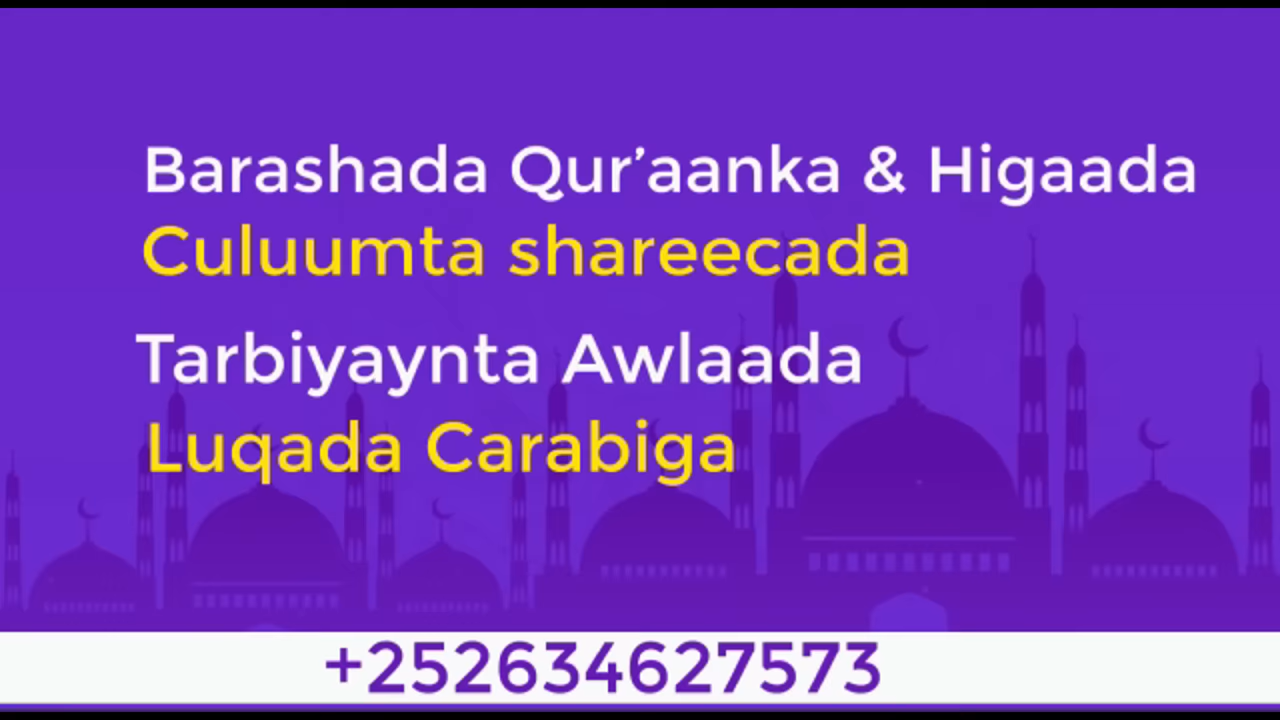 Barashada Qur’aanka & Higaada
Culuumta shareecada
Tarbiyaynta Awlaada
Luqada Carabiga
+252634627573